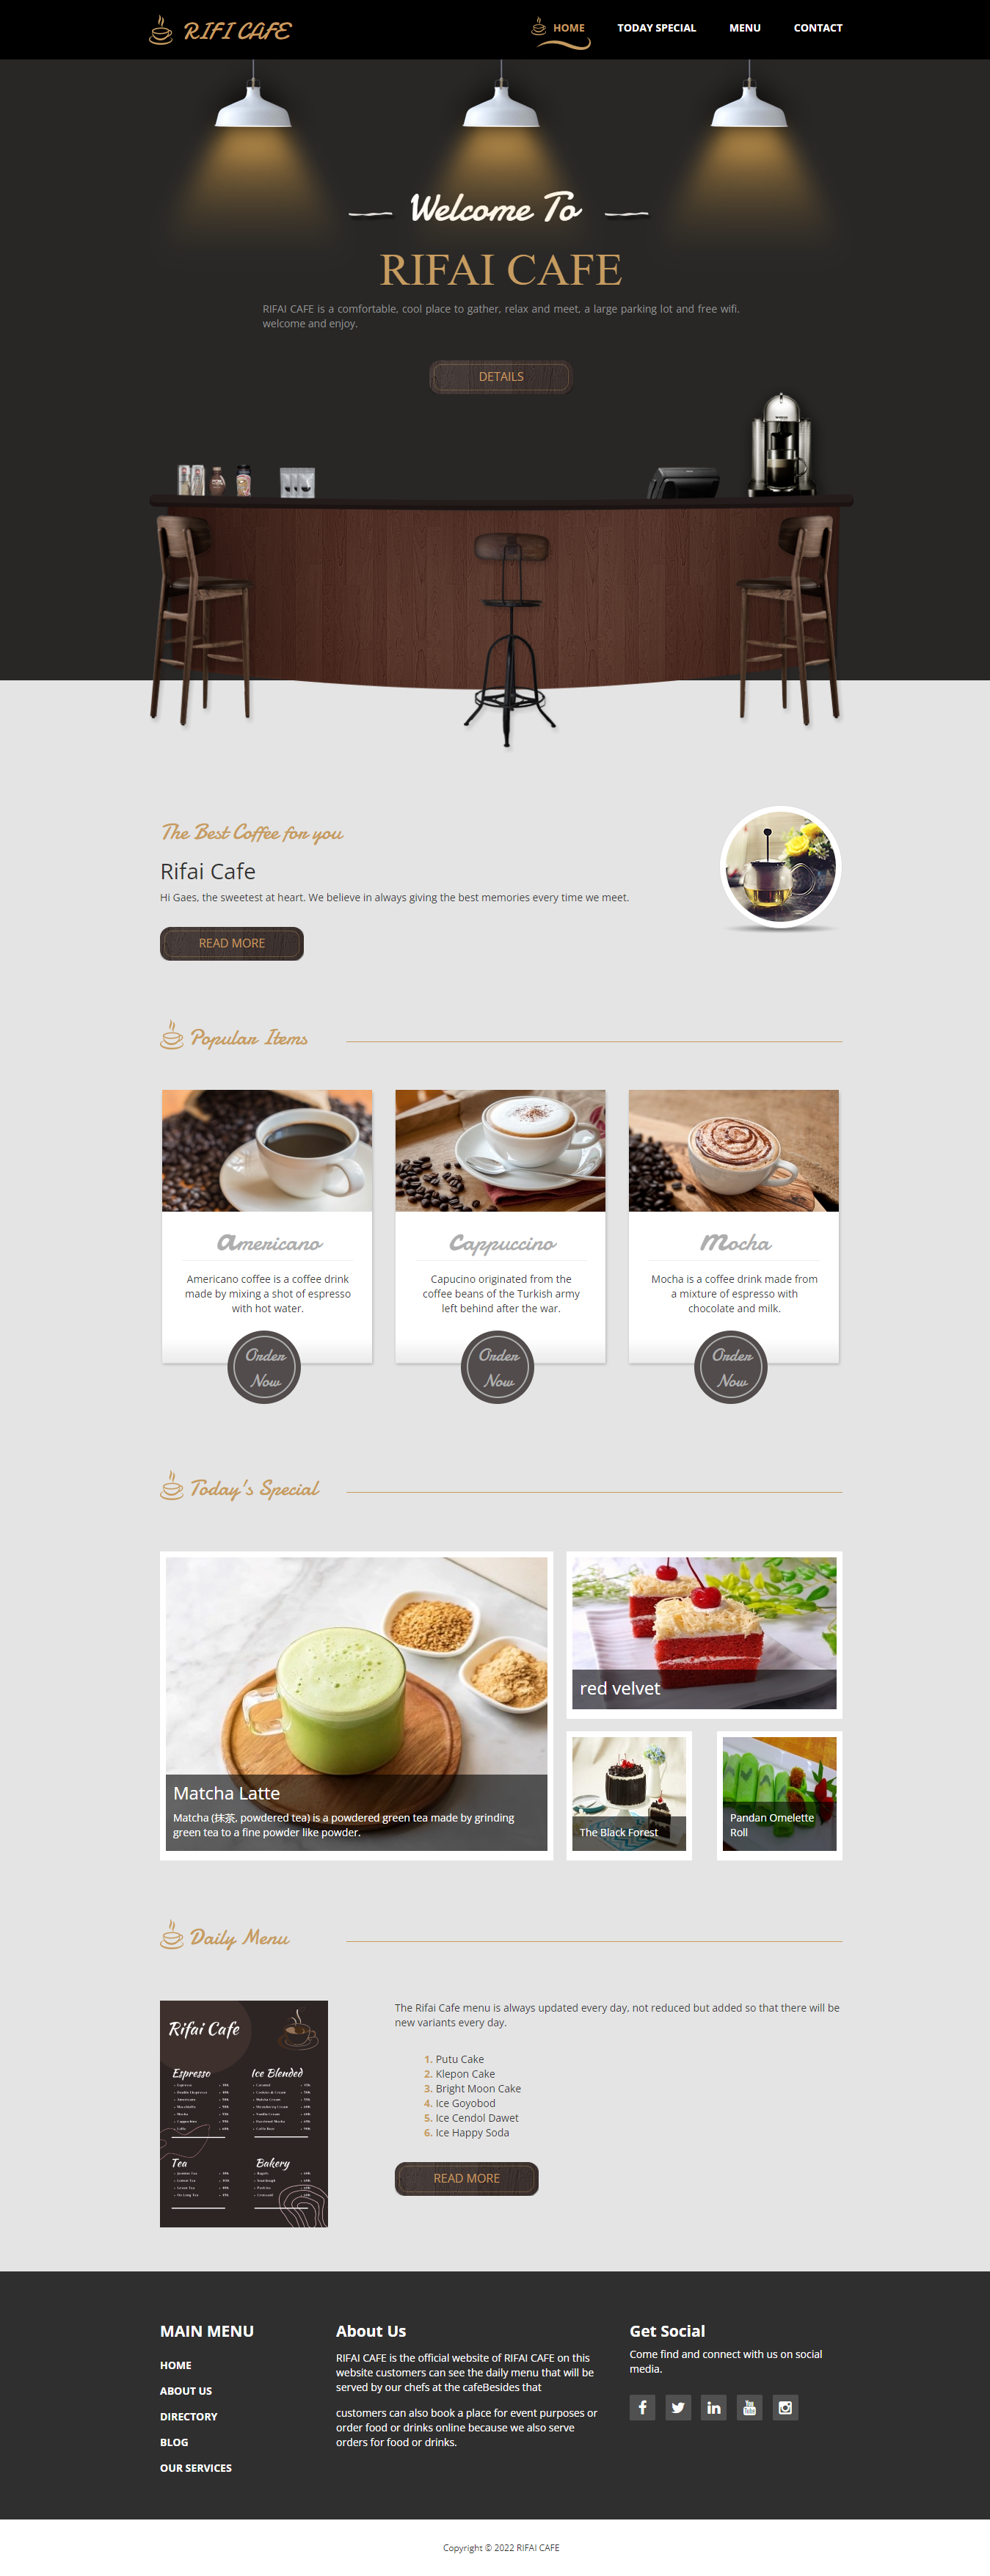 RIFI CAFE
HOME
TODAY SPECIAL
MENU
CONTACT
Welcome To
RIFAI CAFE
RIFAI CAFE is a comfortable, cool place to gather, relax and meet, a large parking lot and free wifi.
welcome and enjoy.
DETAILS
The Best Coffee for you
Rifai Cafe
Hi Gaes, the sweetest at heart. We believe in always giving the best memories every time we meet.
READ MORE
Popular Items
Americano
Americano coffee is a coffee drink
made by mixing a shot of espresso
with hot water.
Order
Now
Cappuccino
Capucino originated from the
coffee beans of the Turkish army
left behind after the war.
Order
Now
Mocha
Mocha is a coffee drink made from
a mixture of espresso with
chocolate and milk.
Order
Now
Today's Special
Matcha Latte
Matcha (抹茶, powdered tea) is a powdered green tea made by grinding
green tea to a fine powder like powder.
red velvet
The Black Forest
Pandan Omelette
Roll
Daily Menu
Rifai Cafe
Espresso
Ice Blended
Tea
Bakery
The Rifai Cafe menu is always updated every day, not reduced but added so that there will be
new variants every day.
1. Putu Cake
2. Klepon Cake
3. Bright Moon Cake
4. Ice Goyobod
5. Ice Cendol Dawet
6. Ice Happy Soda
READ MORE
MAIN MENU
HOME
ABOUT US
DIRECTORY
BLOG
OUR SERVICES
About Us
RIFAI CAFE is the official website of RIFAI CAFE on this
website customers can see the daily menu that will be
served by our chefs at the cafeBesides that
customers can also book a place for event purposes or
order food or drinks online because we also serve
orders for food or drinks.
Get Social
Come find and connect with us on social
media.
Copyright © 2022 RIFAI CAFE